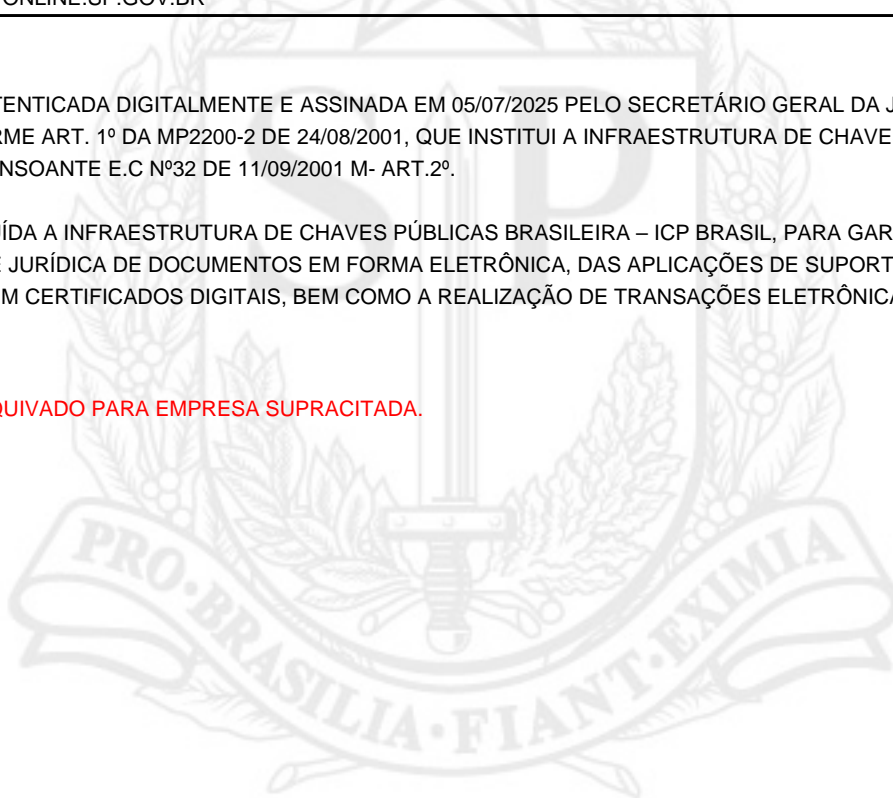 ONLINE.SP.GOV.BR
TENTICADA DIGITALMENTE E ASSINADA EM 05/07/2025 PELO SECRETÁRIO GERAL DA J
RME ART. 1º DA MP2200-2 DE 24/08/2001, QUE INSTITUI A INFRAESTRUTURA DE CHAVE
NSOANTE E.C Nº32 DE 11/09/2001 M- ART.2º.
ÍDA A INFRAESTRUTURA DE CHAVES PÚBLICAS BRASILEIRA – ICP BRASIL, PARA GAR
E JURÍDICA DE DOCUMENTOS EM FORMA ELETRÔNICA, DAS APLICAÇÕES DE SUPORT
M CERTIFICADOS DIGITAIS, BEM COMO A REALIZAÇÃO DE TRANSAÇÕES ELETRÔNICA
QUIVADO PARA EMPRESA SUPRACITADA.
SP
PRO·BRASILIA·FIANT·EXIMIA